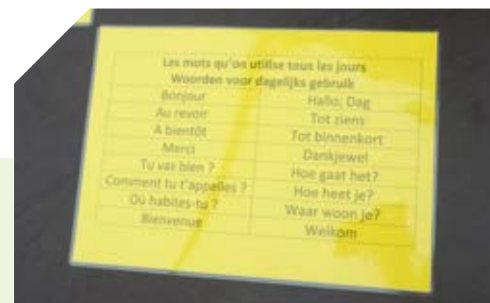 Les mots qu'on utilise tous les jours
Woorden voor dagelijks gebruik
Bonjour Hallo; Dag
Au revoir Tot ziens
A bientôt Tot binnenkort
Merci Dankjewel
Tu vas bien ? Hoe gaat het?
Comment tu t'appelles ? Hoe heet je?
Où habites-tu ? Waar woon je?
Bienvenue Welkom